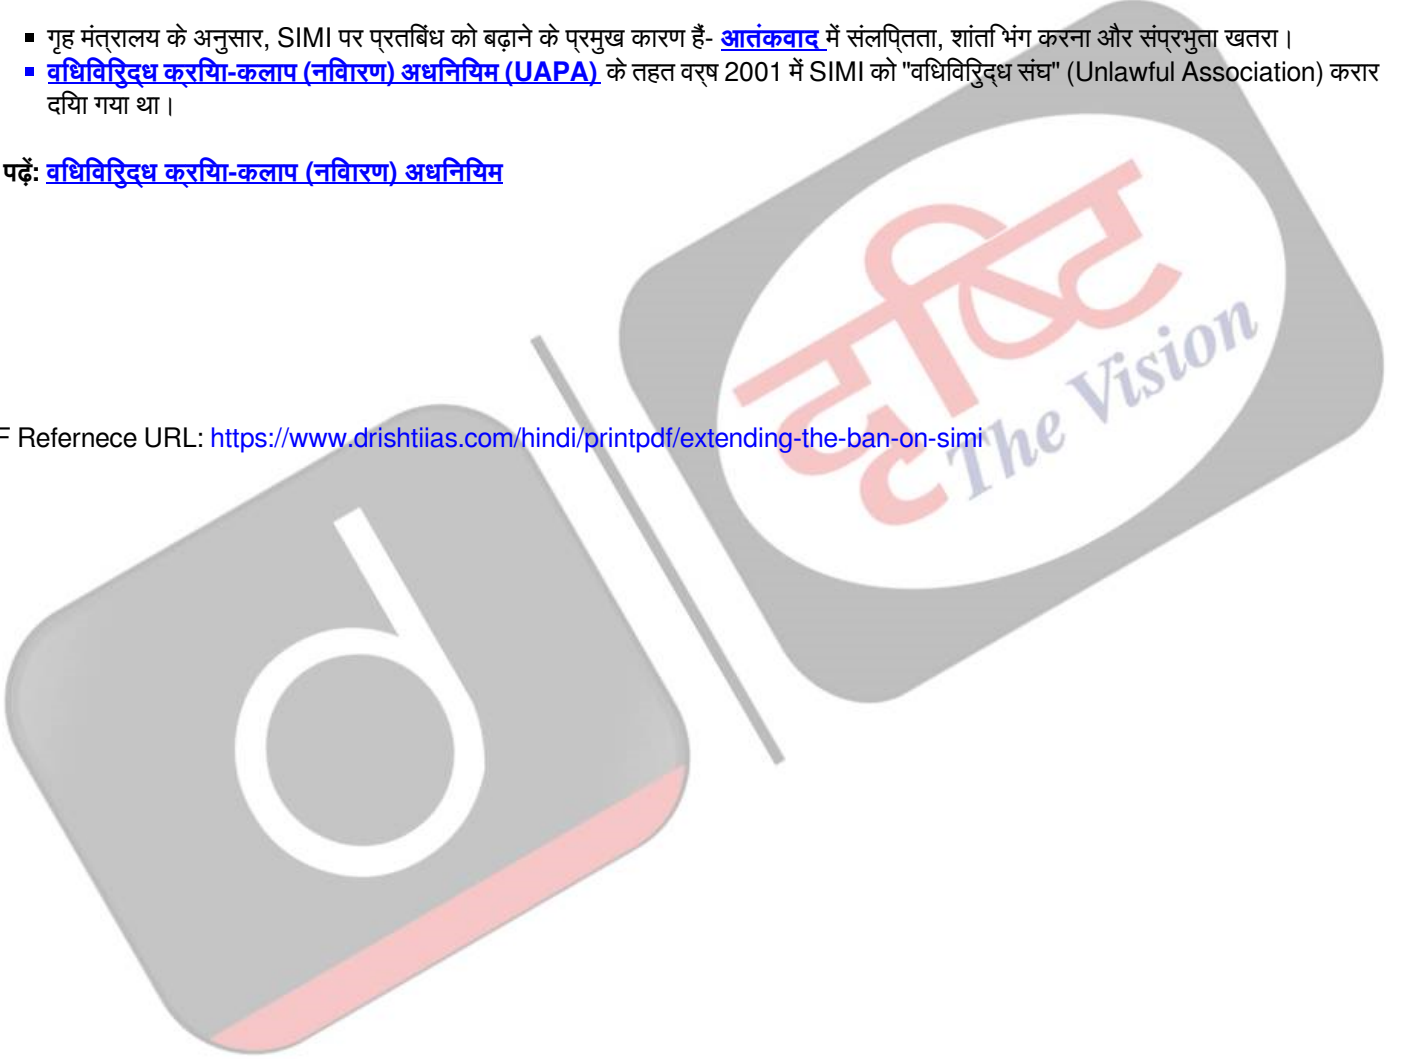 गृह मंत्रालय के अनुसार, SIMI पर प्रतिबंध को बढ़ाने के प्रमुख कारण हैं- आतंकवाद में संलिप्तता, शांति भंग करना और संप्रभुता खतरा।
विधिविरुद्ध क्रिया-कलाप (निवारण) अधिनियम (UAPA) के तहत वर्ष 2001 में SIMI को "विधिविरुद्ध संघ" (Unlawful Association) करार
दिया गया था।
पढ़ें: विधिविरुद्ध क्रिया-कलाप (निवारण) अधिनियम
दृष्टि
The Vision
F Refernece URL: https://www.drishtiias.com/hindi/printpdf/extending-the-ban-on-simi
d